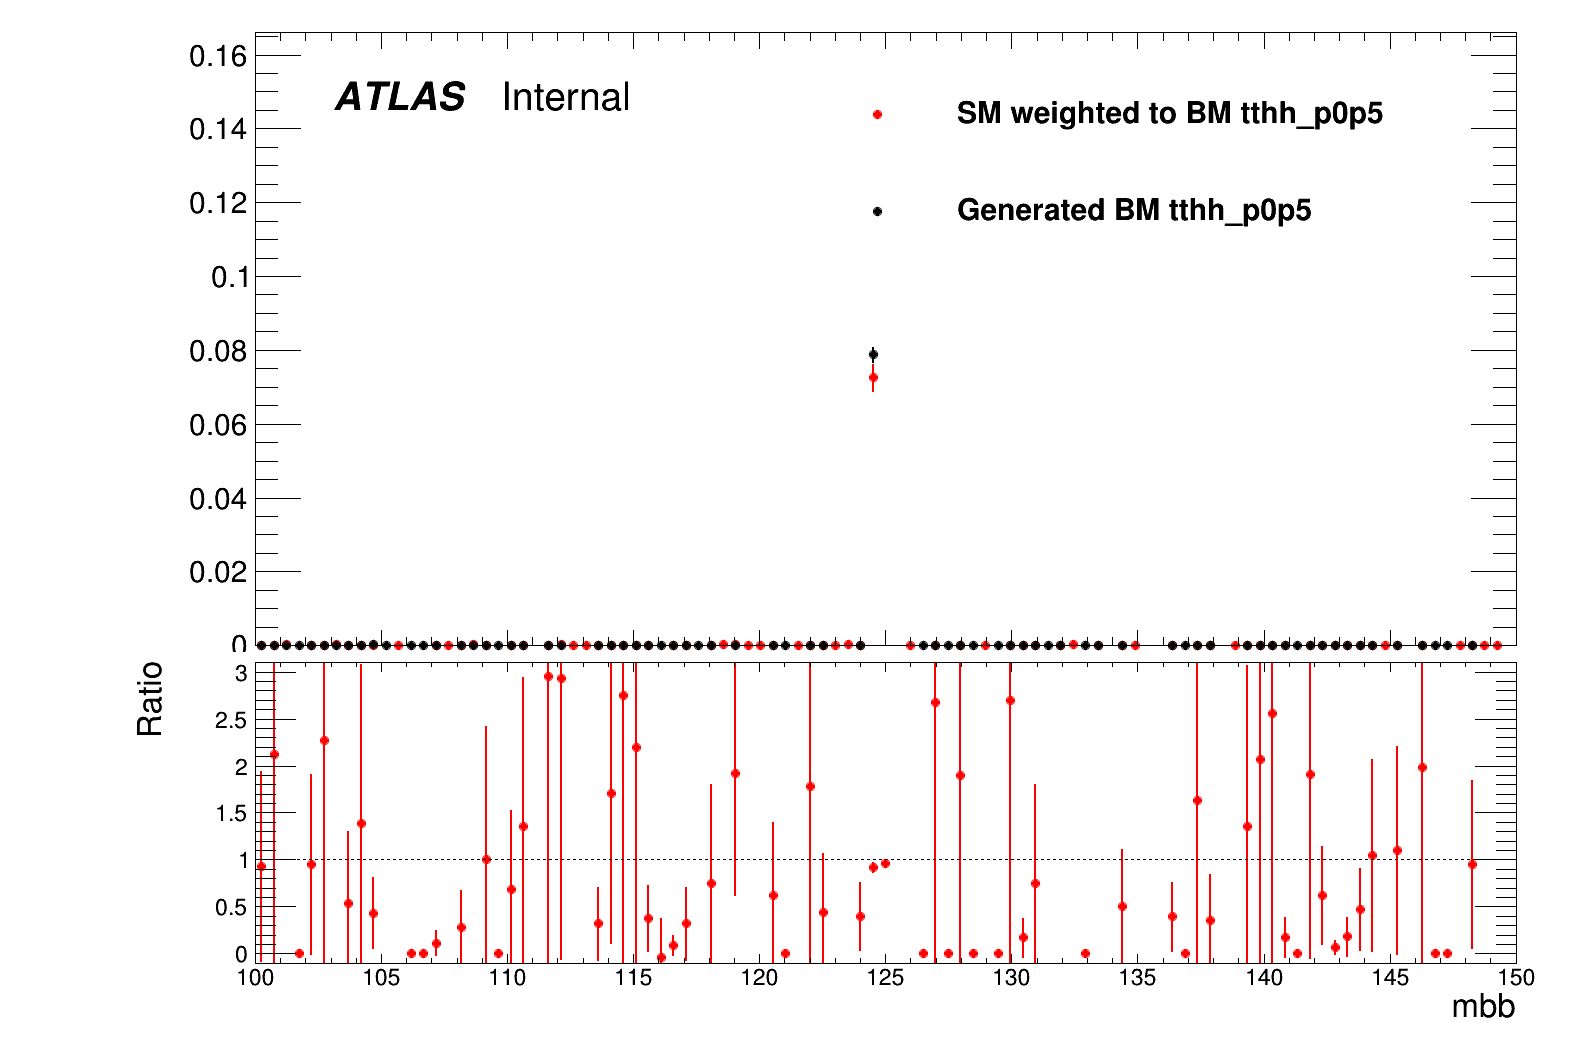 0.16
ATLAS Internal
SM weighted to BM tthh_p0p5
0.14
0.12
Generated BM tthh_p0p5
0.1
0.08
0.06
0.04
0.02
0
Ratio
3
2.5
2
1.5
1
0.5
0
100 105 110 115 120 125 130 135 140 145 150
mbb